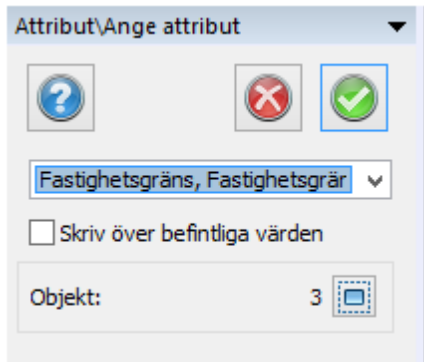 Attribut\Ange attribut
Fastighetsgräns, Fastighetsgrär
Skriv över befintliga värden
Objekt: 3